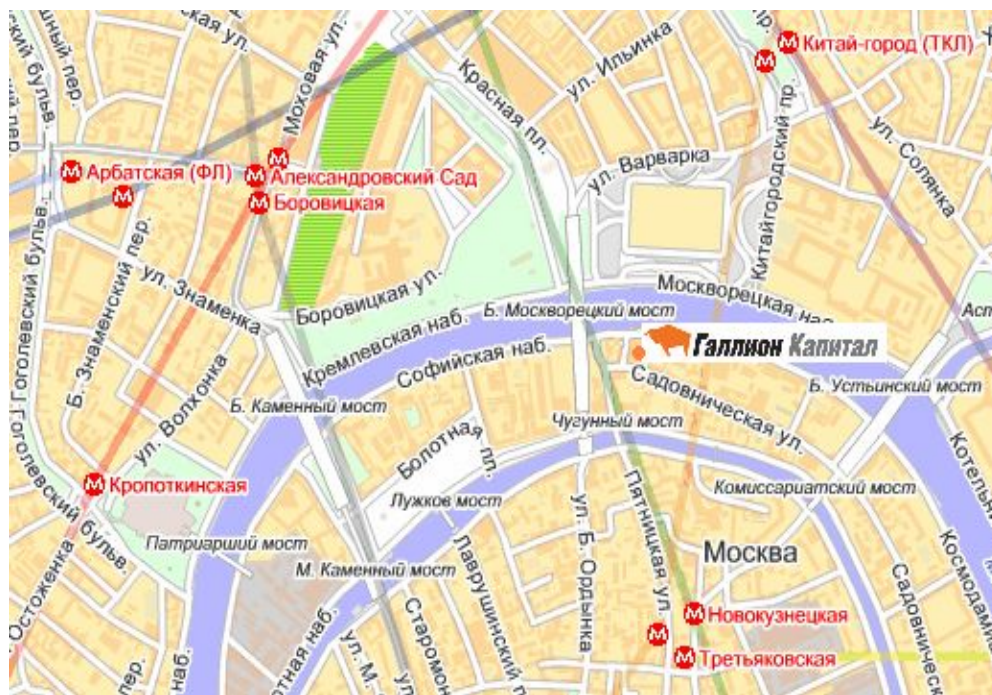 Моховая ул.
Красная пл.
ул. Ильинка
Китай-город (ТКЛ)
ул. Солянка
ул. Варварка
Китайгородский пр.
Арбатская (ФЛ)
Александровский Сад
Боровицкая
Гоголевский бульв.
Б. Знаменский пер.
ул. Знаменка
Боровицкая ул.
Кремлевская наб.
Б. Москворецкий мост
Москворецкая наб.
Софийская наб.
Галлион Капитал
Садовническая ул.
Б. Устьинский мост
ул. Волхонка
Б. Каменный мост
Болотная пл.
Чугунный мост
Лужков мост
Комиссариатский мост
Кропоткинская
Гоголевский бульв.
Патриарший мост
М. Каменный мост
Остоженка
Лаврушинский
ул. Б. Ордынка
Пятницкая ул.
Москва
Новокузнецкая
Третьяковская